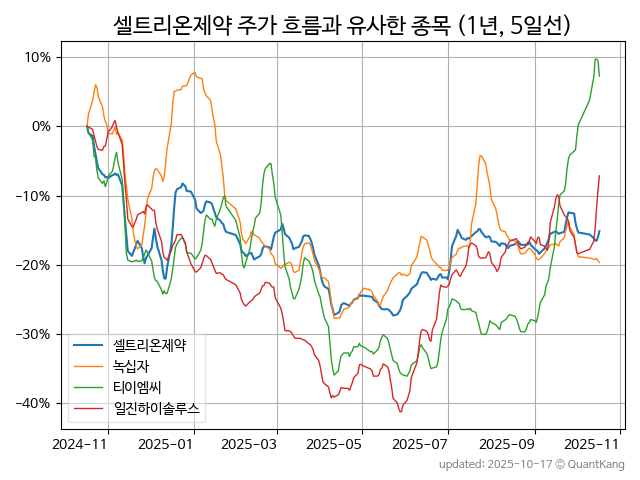 셀트리온제약 주가 흐름과 유사한 종목 (1년, 5일선)
10%
0%
−10%
−20%
−30%
−40%
셀트리온제약
녹십자
티이엠씨
일진하이솔루스
2024-11
2025-01
2025-03
2025-05
2025-07
2025-09
2025-11
updated: 2025-10-17 © QuantKang